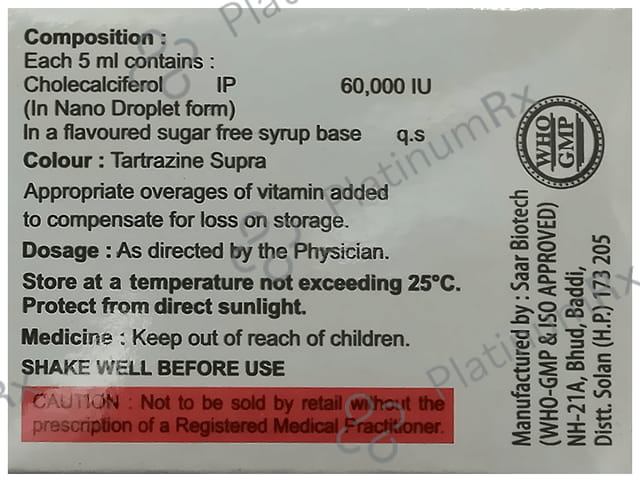 Composition :
Each 5 ml contains :
Cholecalciferol IP 60,000 IU
(In Nano Droplet form)
In a flavoured sugar free syrup base q.s
Colour : Tartrazine Supra
Appropriate overages of vitamin added
to compensate for loss on storage.
Dosage : As directed by the Physician.
Store at a temperature not exceeding 25°C.
Protect from direct sunlight.
Medicine : Keep out of reach of children.
SHAKE WELL BEFORE USE
CAUTION : Not to be sold by retail without the
prescription of a Registered Medical Practitioner.
WHO
GMP
Manufactured by : Saar Biotech
(WHO-GMP & ISO APPROVED)
NH-21A, Bhud, Baddi,
Distt. Solan (H.P.) 173 205
PlatinumRx
PlatinumRx
PlatinumRx
Rx